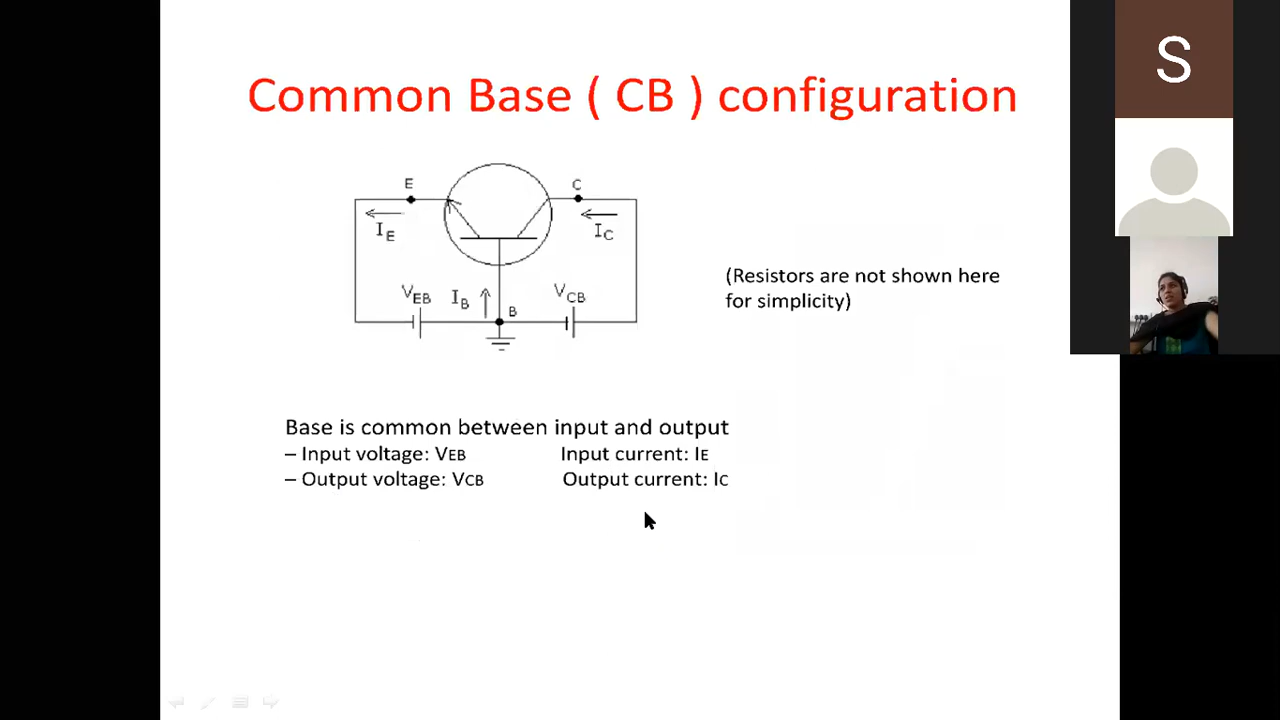 Common Base ( CB ) configuration
S
E
C
IE
IC
VEB
IB
B
VCB
(Resistors are not shown here
for simplicity)
Base is common between input and output
– Input voltage: VEB Input current: IE
– Output voltage: VCB Output current: IC